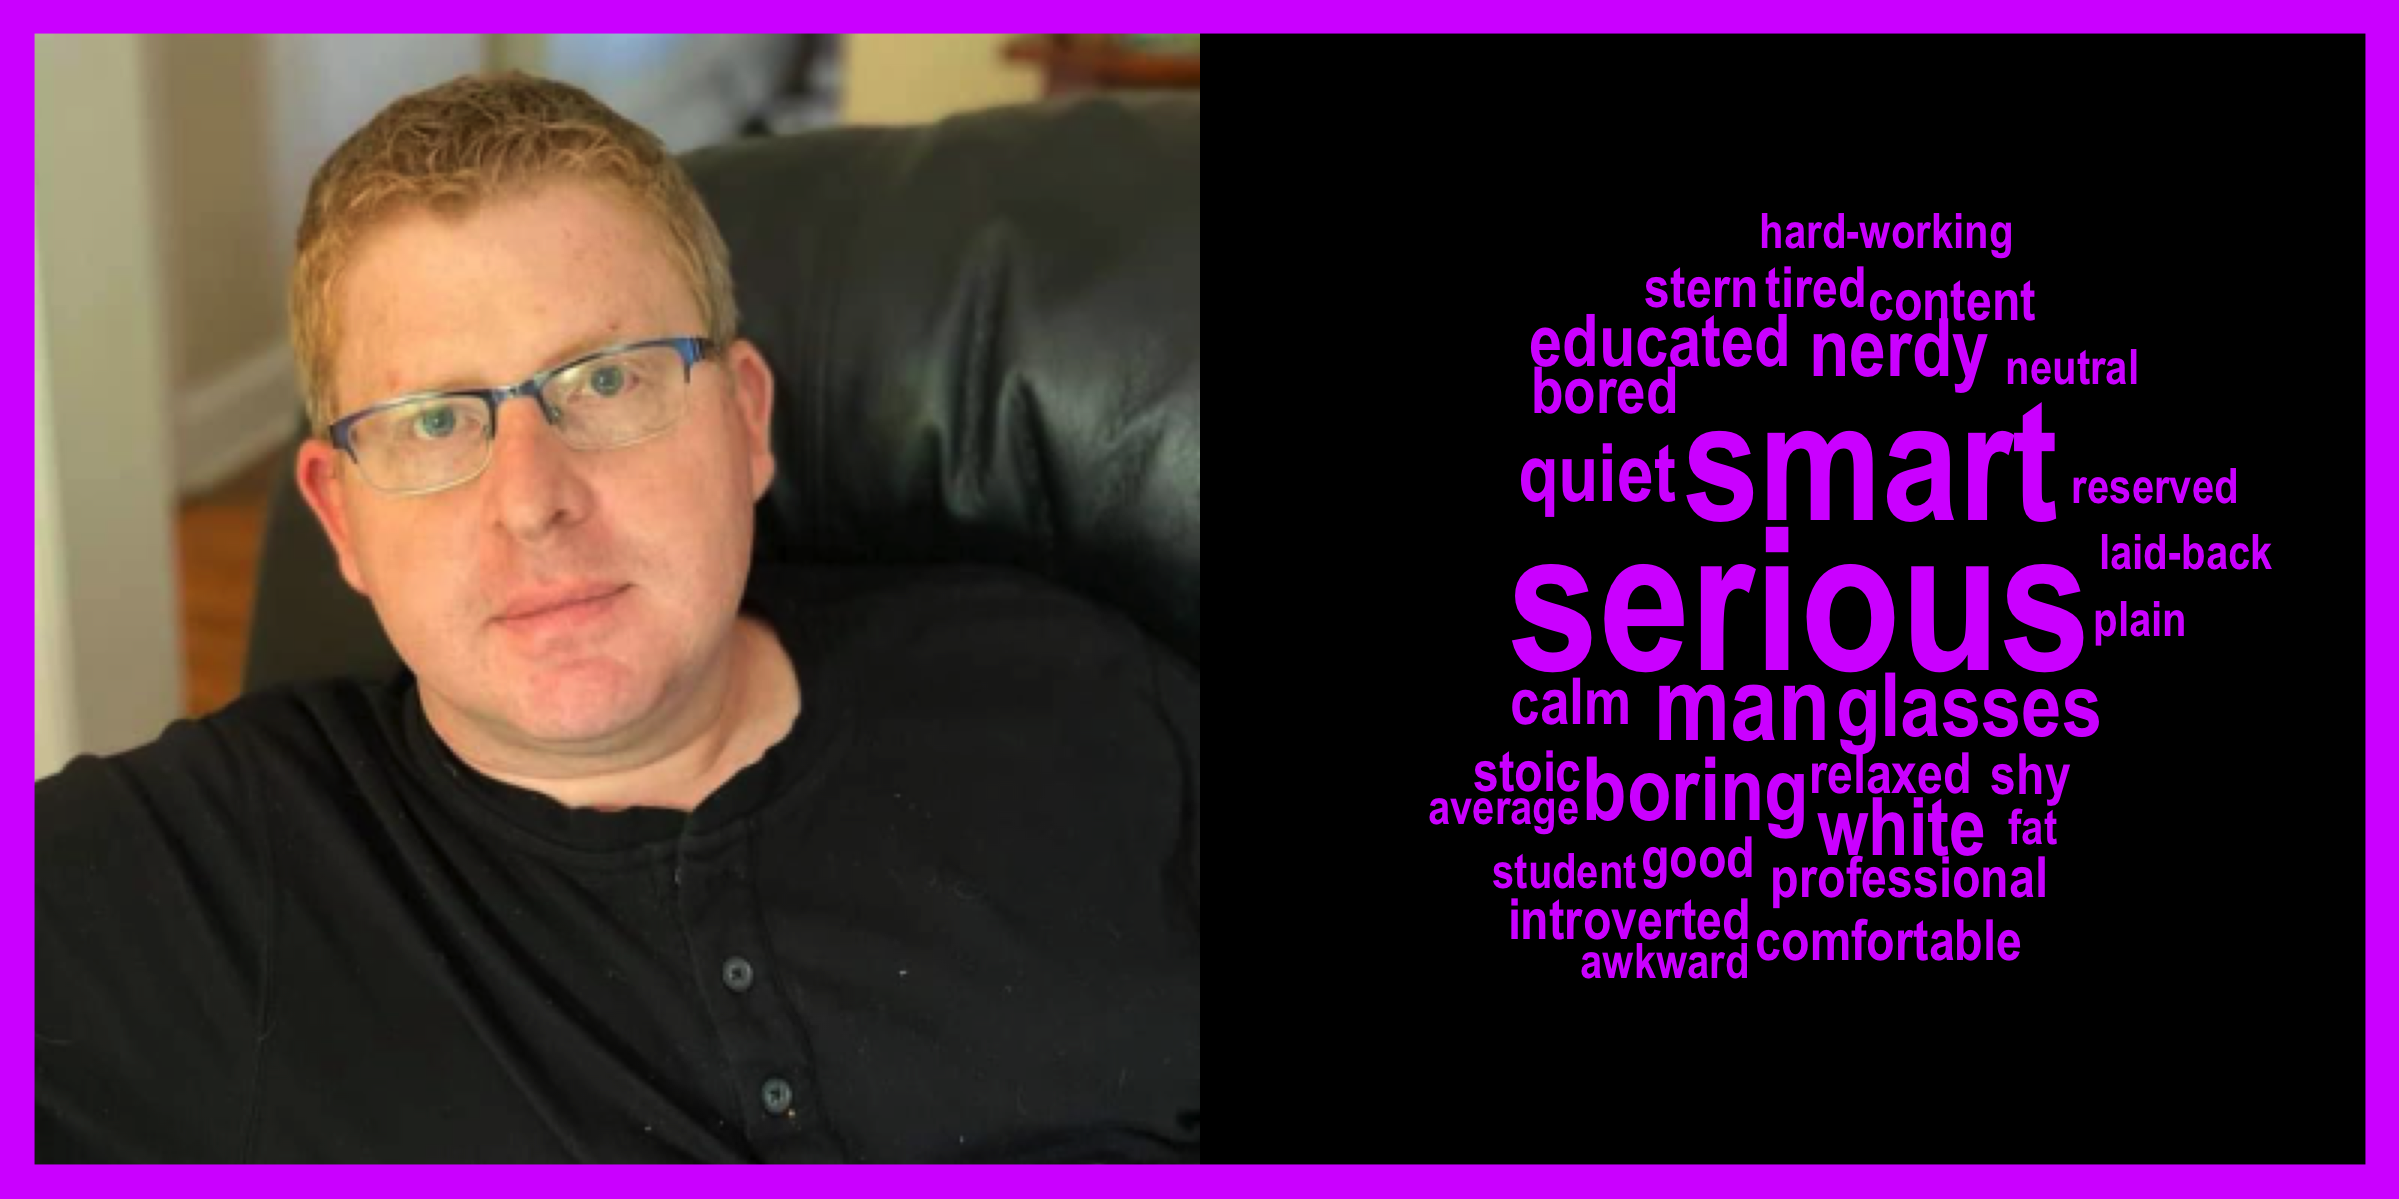 hard-working
stern tired content
educated nerdy neutral
bored
quiet smart reserved
laid-back
serious plain
calm man glasses
stoic boring relaxed shy
average white fat
student good professional
introverted comfortable
awkward